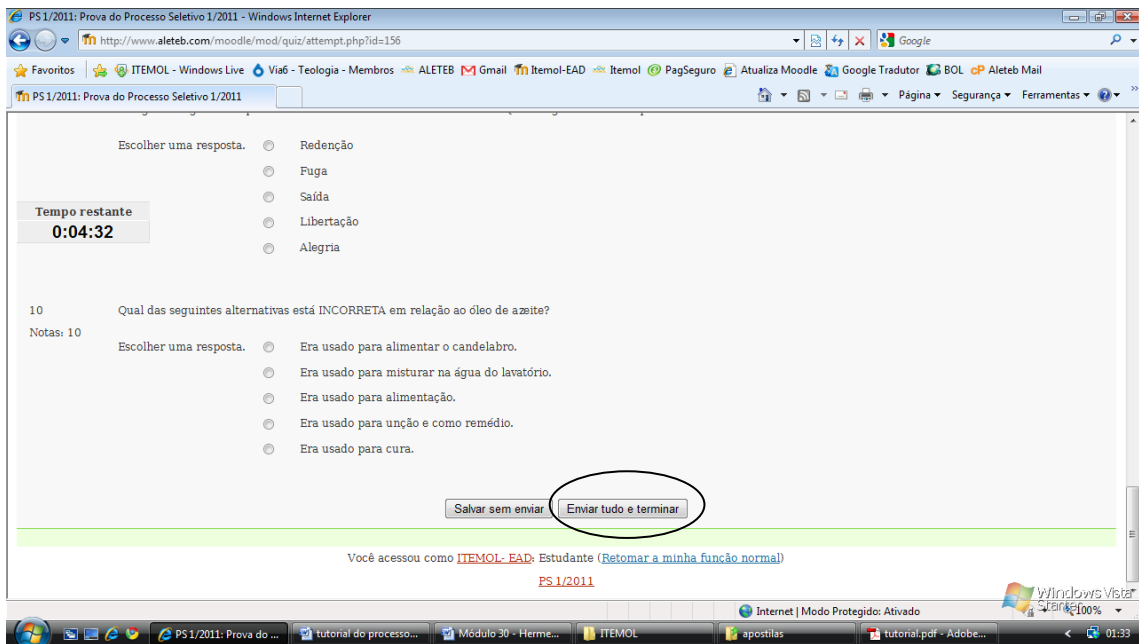 PS 1/2011: Prova do Processo Seletivo 1/2011 - Windows Internet Explorer
http://www.aleteb.com/moodle/mod/quiz/attempt.php?id=156
Google
Favoritos ITEMOL - Windows Live Via6 - Teologia - Membros ALETEB Gmail Itemol-EAD Itemol PagSeguro Atualiza Moodle Google Tradutor BOL Aleteb Mail
PS 1/2011: Prova do Processo Seletivo 1/2011
Página Segurança Ferramentas
Escolher uma resposta. Redenção
Fuga
Saída
Tempo restante
0:04:32
Libertação
Alegria
10 Qual das seguintes alternativas está INCORRETA em relação ao óleo de azeite?
Notas: 10
Escolher uma resposta. Era usado para alimentar o candelabro.
Era usado para misturar na água do lavatório.
Era usado para alimentação.
Era usado para unção e como remédio.
Era usado para cura.
Salvar sem enviar Enviar tudo e terminar
Você acessou como ITEMOL- EAD: Estudante (Retomar a minha função normal)
PS 1/2011
Windows Vista
Starter
Internet | Modo Protegido: Ativado 100%
PS 1/2011: Prova do ... tutorial do processo... Módulo 30 - Herme... ITEMOL apostilas tutorial.pdf - Adobe... 01:33